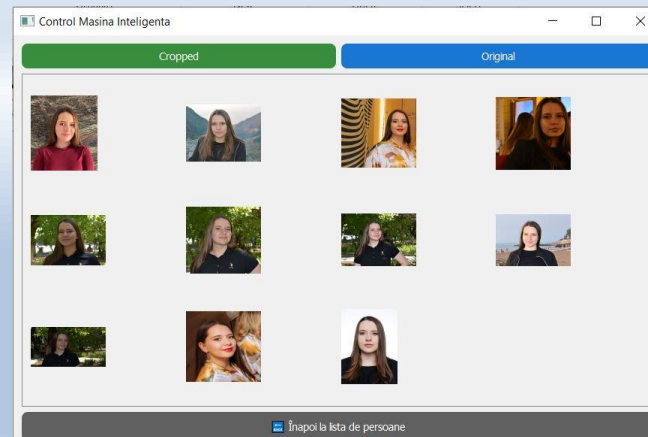 Control Masina Inteligenta
Cropped
Original
Înapoi la lista de persoane